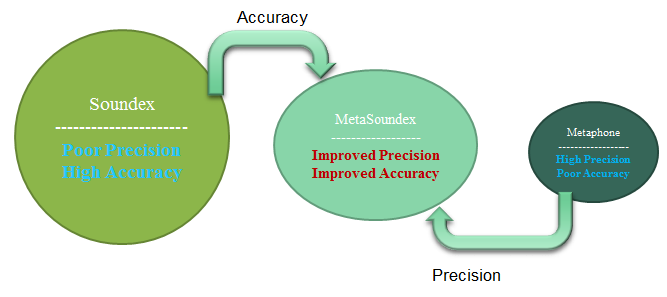 Accuracy
Soundex
----------------------
Poor Precision
High Accuracy
MetaSoundex
------------------
Improved Precision
Improved Accuracy
Metaphone
------------------
High Precision
Poor Accuracy
Precision